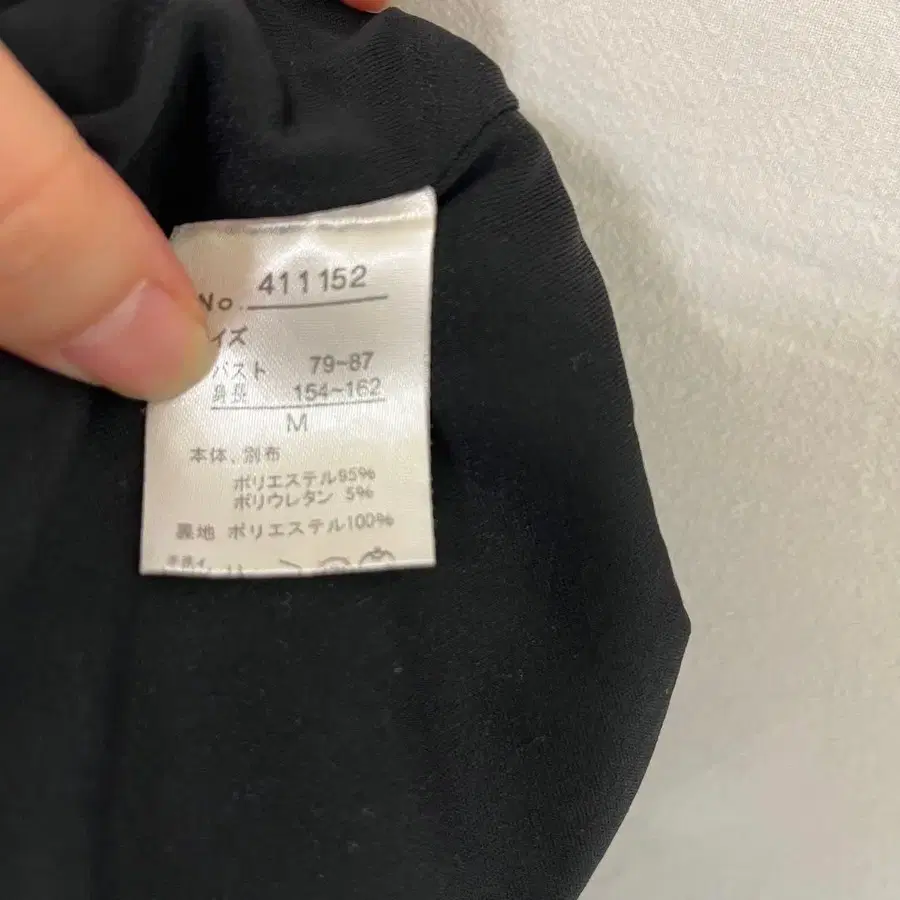 No. 411152
イズ
バスト 79~87
身長 154~162
M
本体、別布
ポリエステル95%
ポリウレタン 5%
裏地 ポリエステル100%